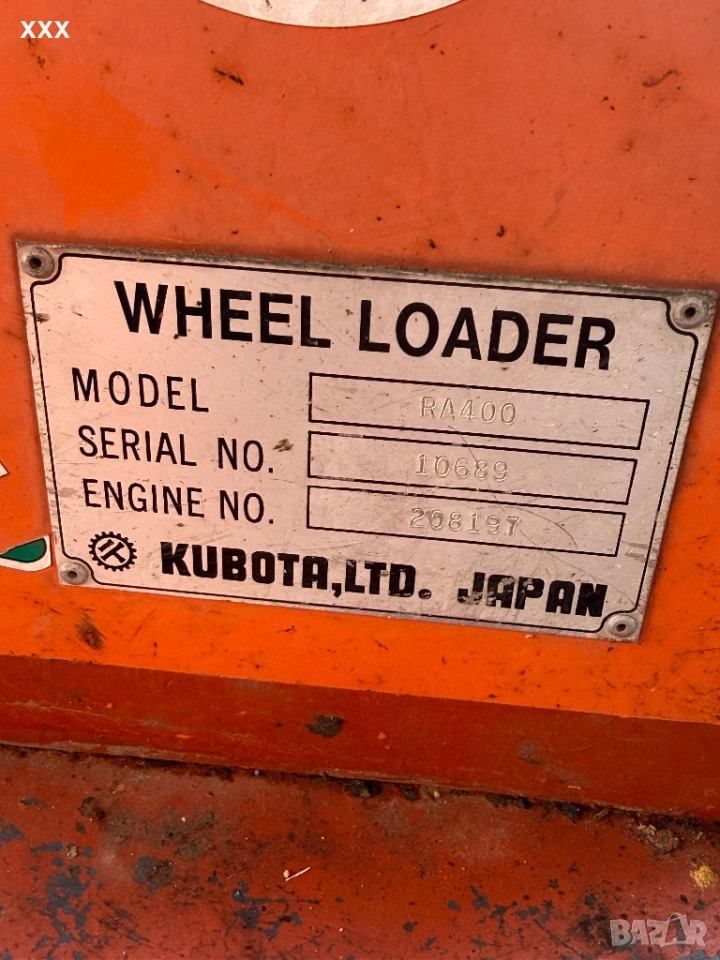 xxx
WHEEL LOADER
MODEL RA400
SERIAL NO. 10689
ENGINE NO. 208197
KUBOTA,LTD. JAPAN
BAZAR